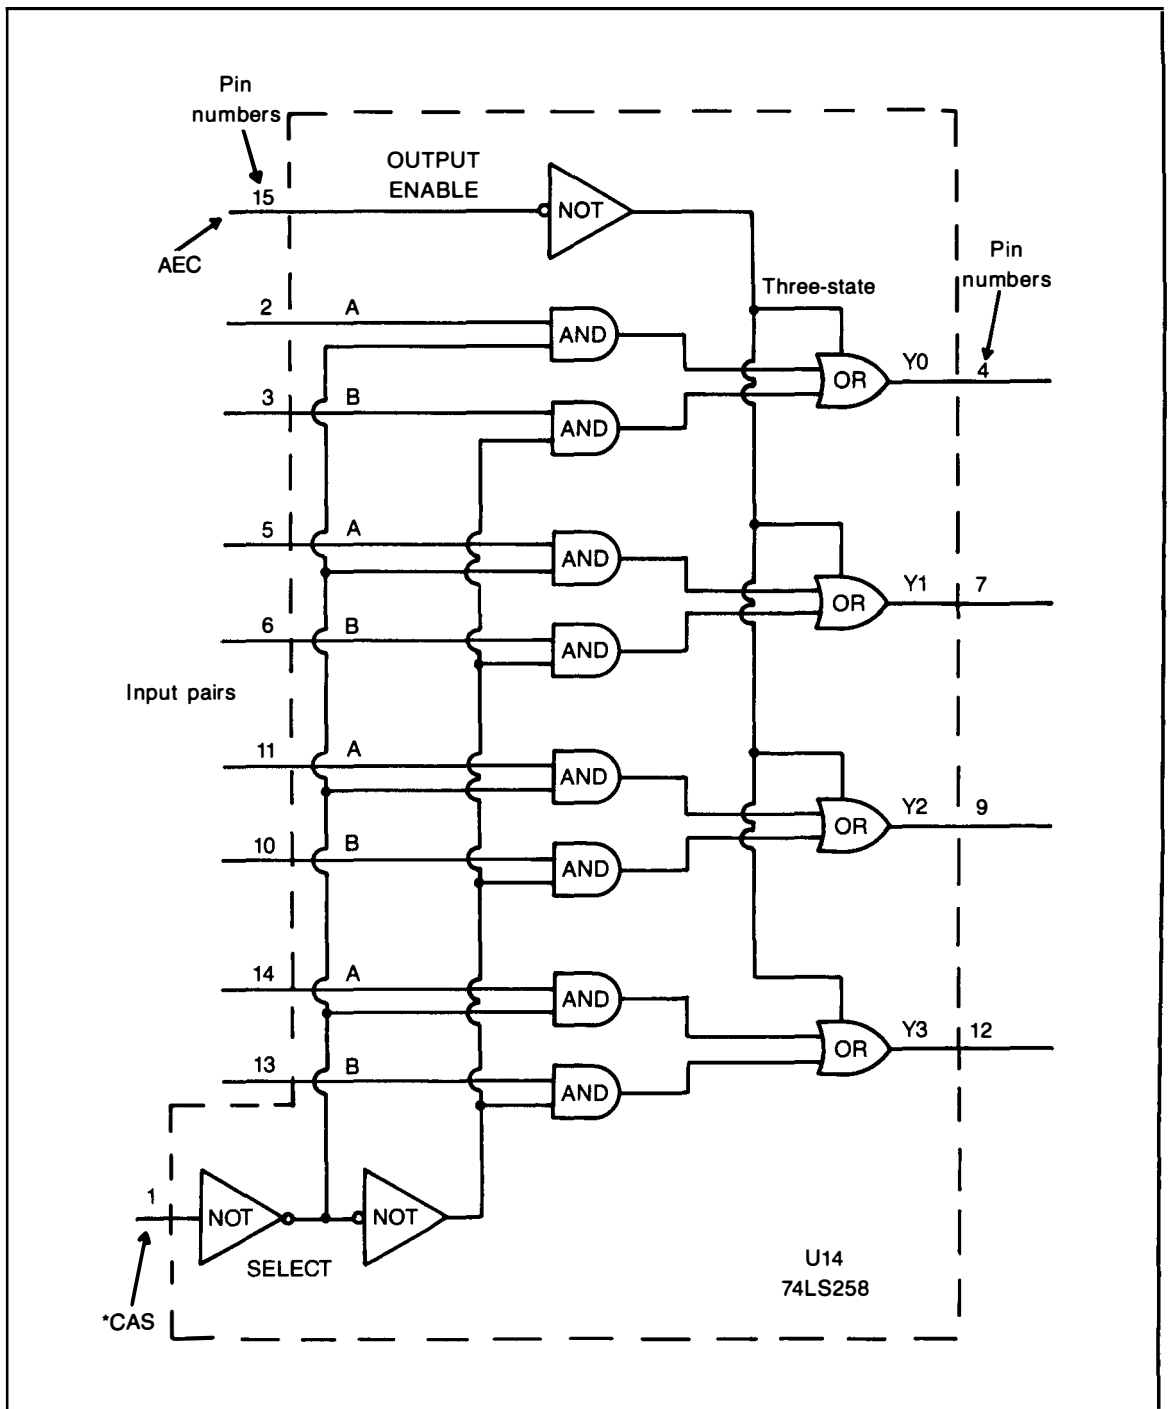 Pin
numbers
OUTPUT
ENABLE
15
NOT
AEC
Pin
numbers
Three-state
2 A
AND
Y0 4
OR
3 B
AND
5 A
AND
Y1 7
OR
6 B
AND
Input pairs
11 A
AND
Y2 9
OR
10 B
AND
14 A
AND
Y3 12
OR
13 B
AND
1
NOT
NOT
SELECT
*CAS
U14
74LS258